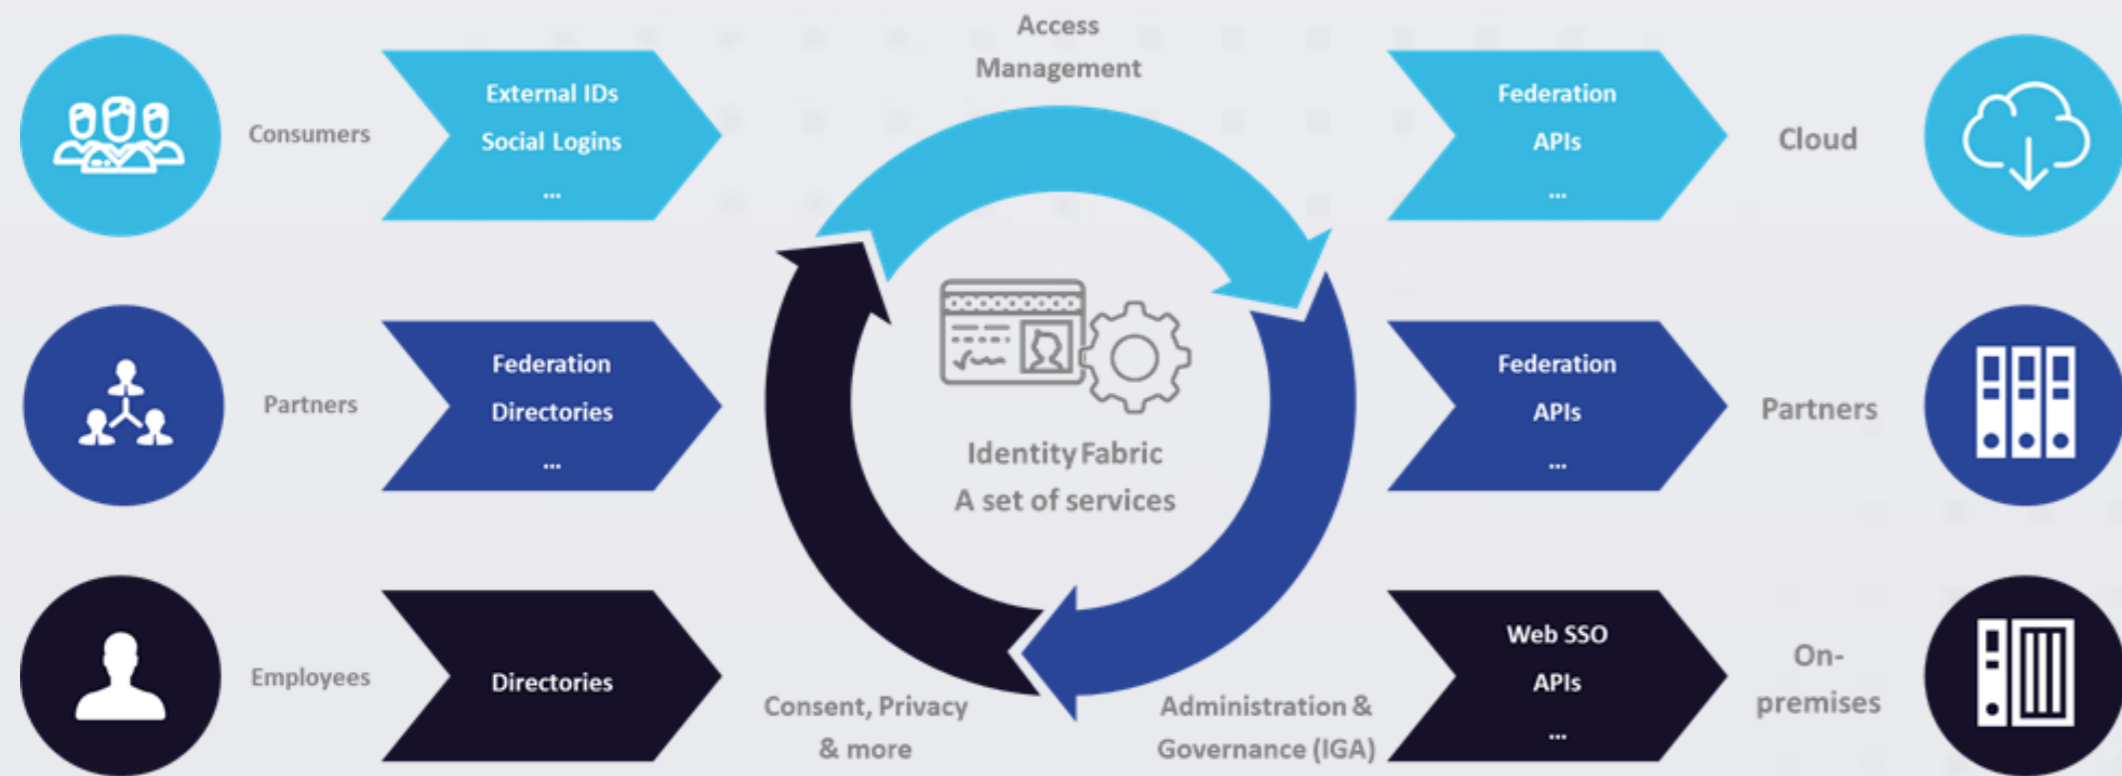 Access
Management
Consumers
External IDs
Social Logins
...
Federation
APIs
...
Cloud
Partners
Federation
Directories
...
Identity Fabric
A set of services
Federation
APIs
...
Partners
Employees
Directories
Consent, Privacy
& more
Administration &
Governance (IGA)
Web SSO
APIs
...
On-
premises